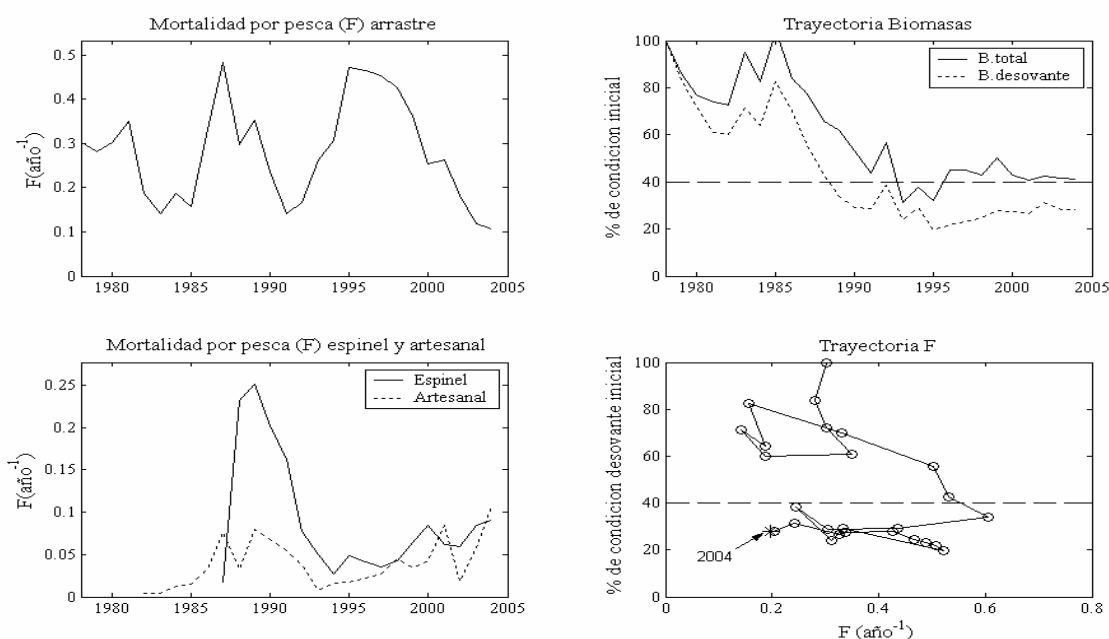 Mortalidad por pesca (F) arrastre
0.5
0.4
0.3
0.2
0.1
0
F(año-1)
1980 1985 1990 1995 2000 2005
Trayectoria Biomasas
100
80
60
40
20
0
% de condicion inicial
B.total
B.desovante
1980 1985 1990 1995 2000 2005
Mortalidad por pesca (F) espinel y artesanal
0.25
0.2
0.15
0.1
0.05
0
F(año-1)
Espinel
Artesanal
1980 1985 1990 1995 2000 2005
Trayectoria F
100
80
60
40
20
0
% de condicion desovante inicial
2004
0 0.2 0.4 0.6 0.8
F (año-1)